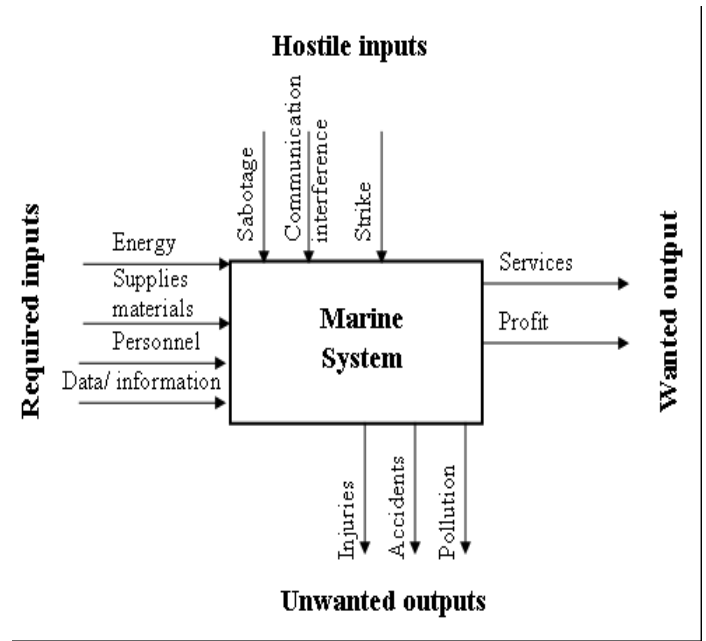 Hostile inputs
Sabotage
Communication
interference
Strike
Required inputs
Energy
Supplies
materials
Personnel
Data/ information
Marine
System
Services
Profit
Wanted output
Injuries
Accidents
Pollution
Unwanted outputs